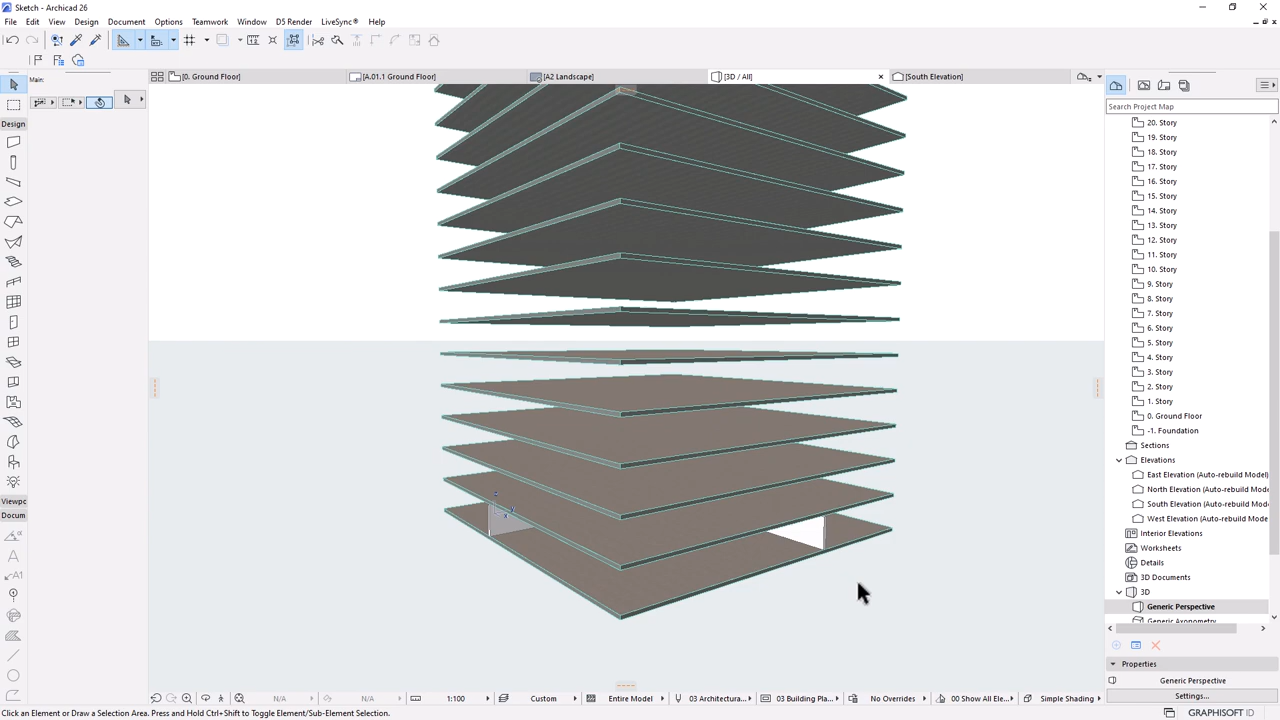 Sketch - Archicad 26
File Edit View Design Document Options Teamwork Window D5 Render LiveSync® Help
[0. Ground Floor] [A.01.1 Ground Floor] [A2 Landscape] [3D / All] [South Elevation]
Main:
Design
Viewpc
Docum
Search Project Map
20. Story
19. Story
18. Story
17. Story
16. Story
15. Story
14. Story
13. Story
12. Story
11. Story
10. Story
9. Story
8. Story
7. Story
6. Story
5. Story
4. Story
3. Story
2. Story
1. Story
0. Ground Floor
-1. Foundation
Sections
Elevations
East Elevation (Auto-rebuild Model)
North Elevation (Auto-rebuild Model)
South Elevation (Auto-rebuild Mode
West Elevation (Auto-rebuild Mode
Interior Elevations
Worksheets
Details
3D Documents
3D
Generic Perspective
Generic Axonometry
Properties
Generic Perspective
Settings...
N/A N/A 1:100 Custom Entire Model 03 Architectura... 03 Building Pla... No Overrides 00 Show All Ele... Simple Shading
Click an Element or Draw a Selection Area. Press and Hold Ctrl+Shift to Toggle Element/Sub-Element Selection.
GRAPHISOFT ID